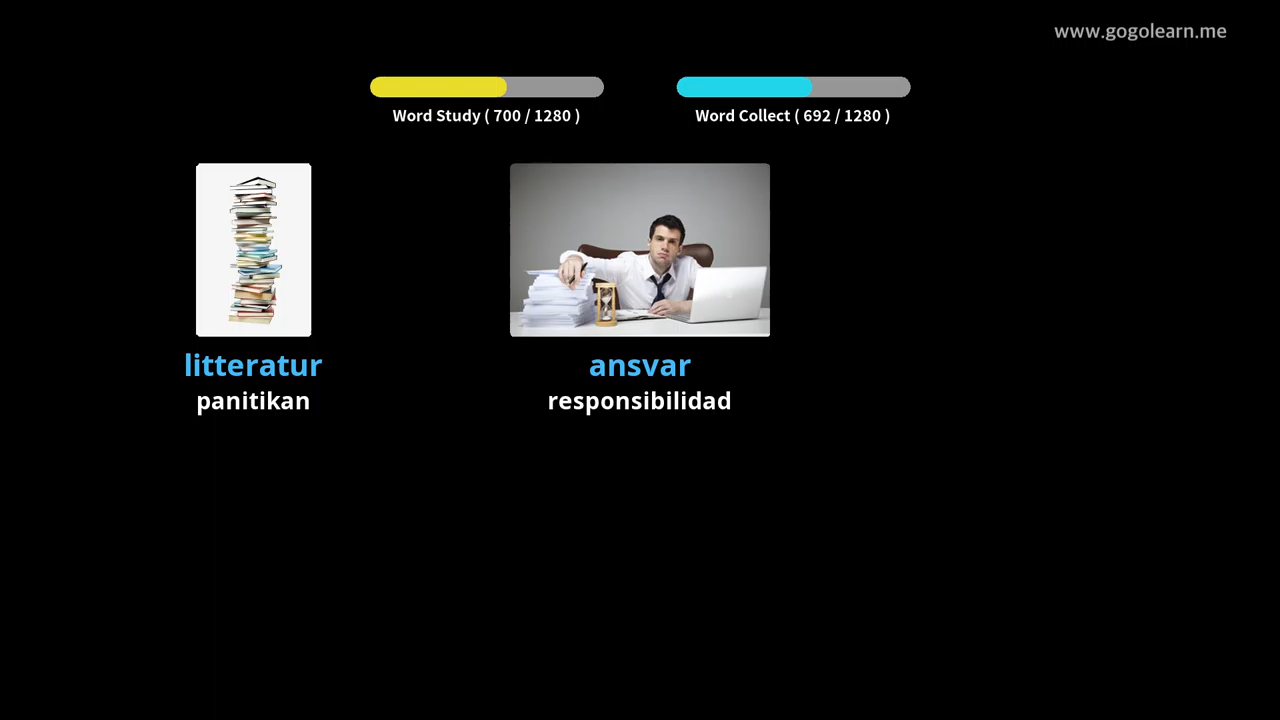 www.gogolearn.me
Word Study ( 700 / 1280 )
Word Collect ( 692 / 1280 )
litteratur
panitikan
ansvar
responsibilidad